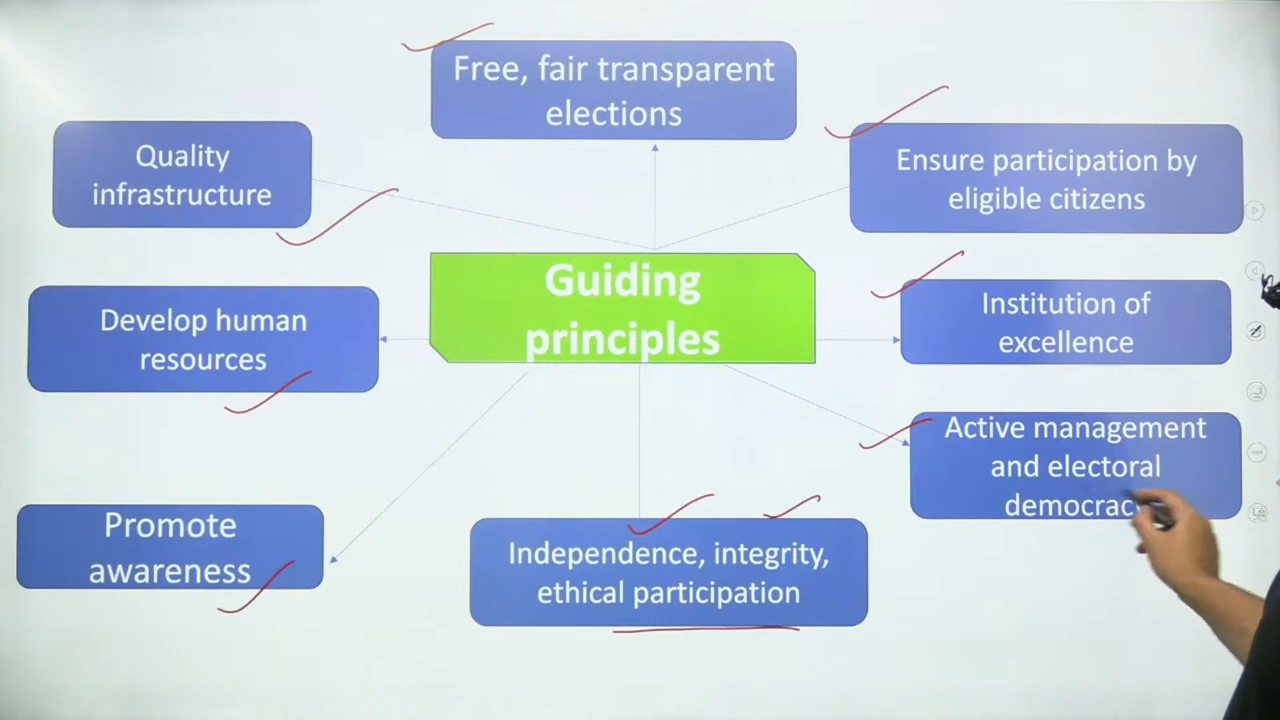 Free, fair transparent
elections
Quality
infrastructure
Ensure participation by
eligible citizens
Guiding
principles
Institution of
excellence
Develop human
resources
Active management
and electoral
democrac
Promote
awareness
Independence, integrity,
ethical participation